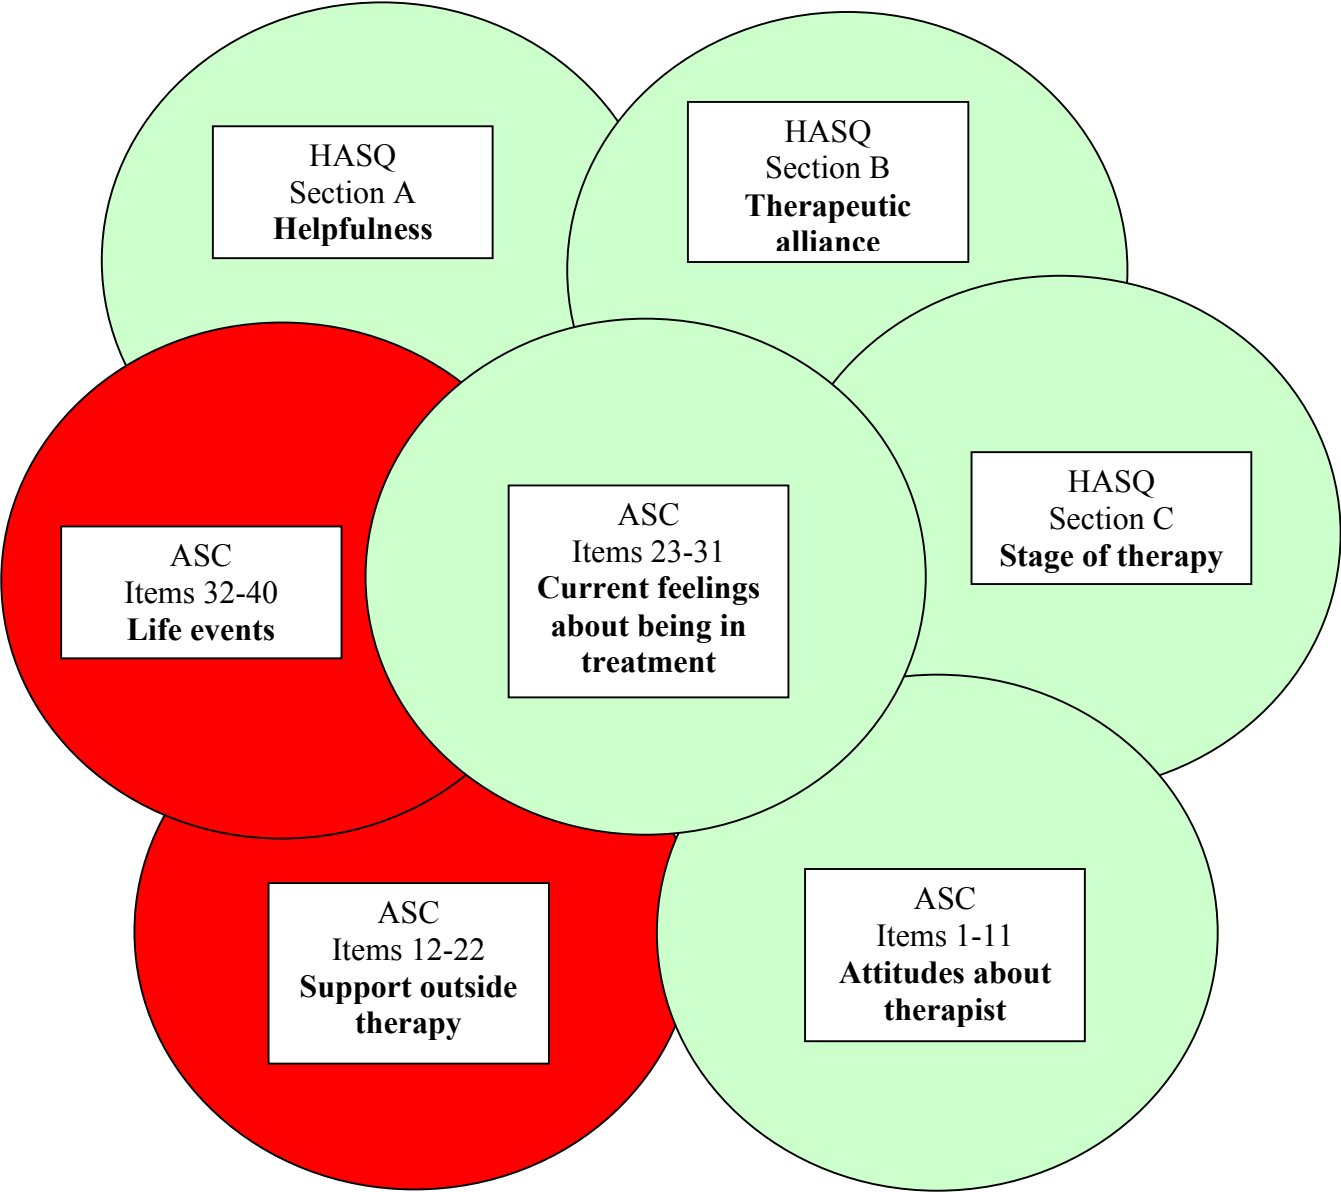 HASQ
Section A
Helpfulness
HASQ
Section B
Therapeutic
alliance
HASQ
Section C
Stage of therapy
ASC
Items 32-40
Life events
ASC
Items 23-31
Current feelings
about being in
treatment
ASC
Items 12-22
Support outside
therapy
ASC
Items 1-11
Attitudes about
therapist